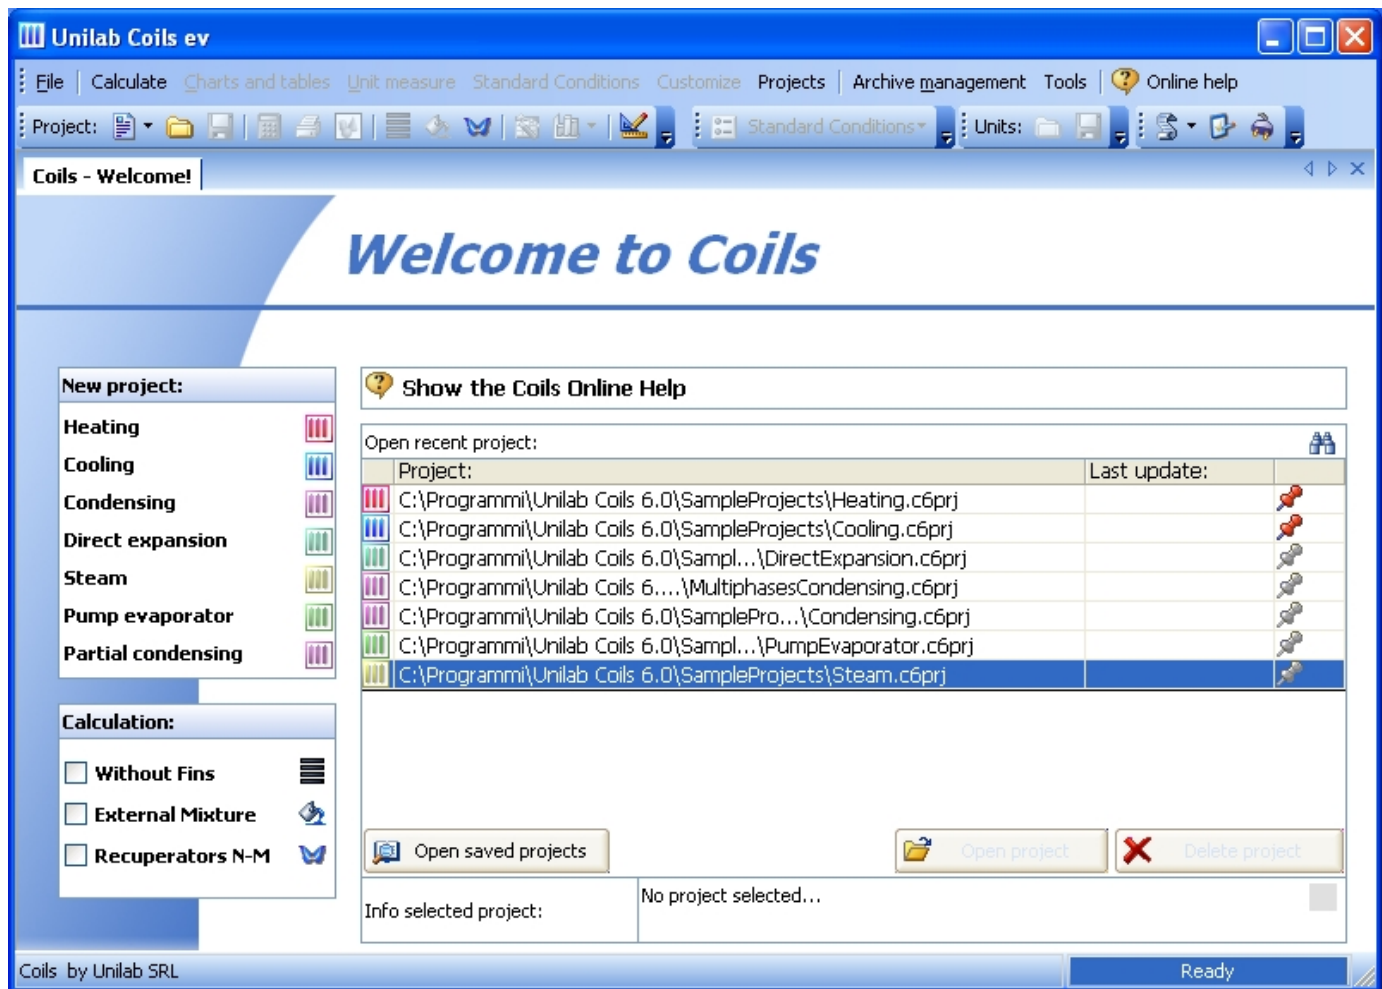 Unilab Coils ev
File Calculate Charts and tables Unit measure Standard Conditions Customize Projects Archive management Tools Online help
Project: Standard Conditions Units:
Coils - Welcome!
Welcome to Coils
New project:
Heating
Cooling
Condensing
Direct expansion
Steam
Pump evaporator
Partial condensing
Calculation:
Without Fins
External Mixture
Recuperators N-M
Show the Coils Online Help
Open recent project:
Project: Last update:
C:\Programmi\Unilab Coils 6.0\SampleProjects\Heating.c6prj
C:\Programmi\Unilab Coils 6.0\SampleProjects\Cooling.c6prj
C:\Programmi\Unilab Coils 6.0\Sampl...\DirectExpansion.c6prj
C:\Programmi\Unilab Coils 6....\MultiphasesCondensing.c6prj
C:\Programmi\Unilab Coils 6.0\SamplePro...\Condensing.c6prj
C:\Programmi\Unilab Coils 6.0\Sampl...\PumpEvaporator.c6prj
C:\Programmi\Unilab Coils 6.0\SampleProjects\Steam.c6prj
Open saved projects Open project Delete project
Info selected project: No project selected...
Coils by Unilab SRL Ready